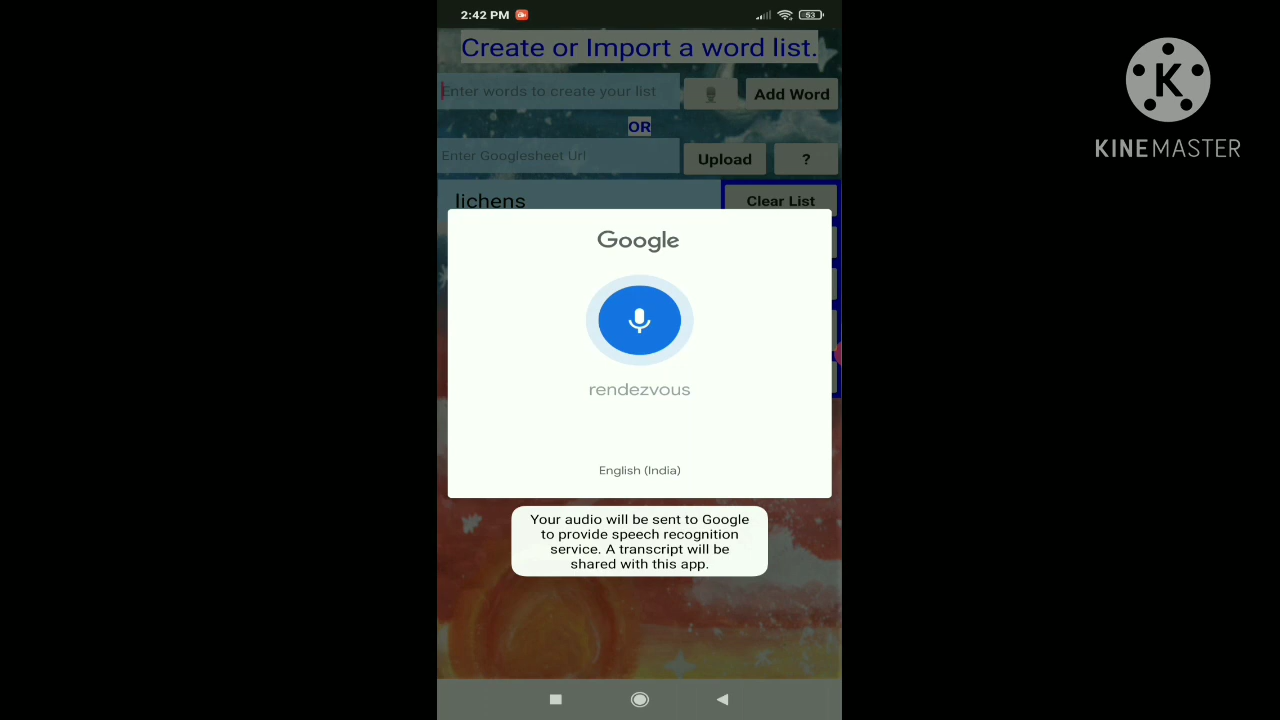 2:42 PM
53
Create or Import a word list.
Enter words to create your list
Add Word
OR
Enter Googlesheet Url
Upload
?
lichens
Clear List
Google
rendezvous
English (India)
Your audio will be sent to Google
to provide speech recognition
service. A transcript will be
shared with this app.
K
KINEMASTER